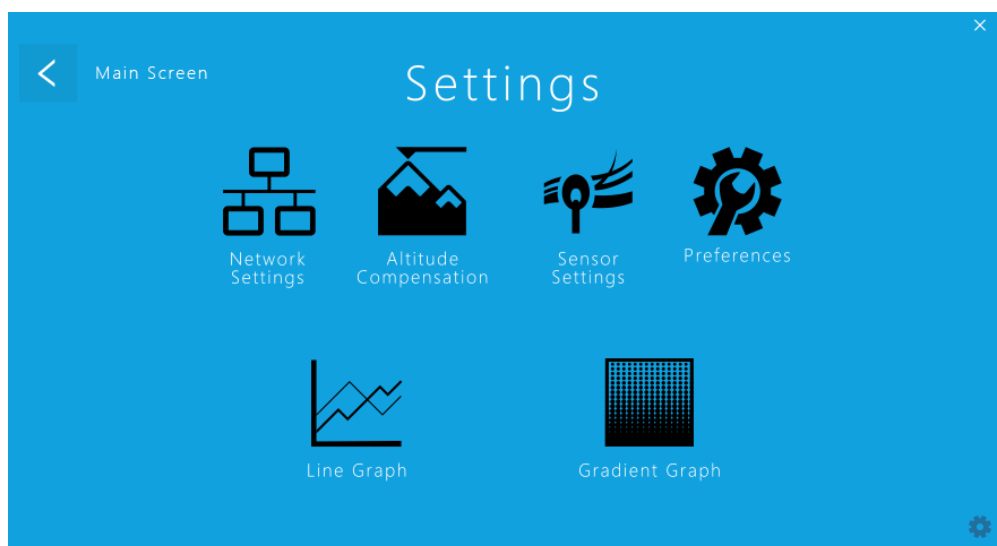 Main Screen
Settings
Network
Settings
Altitude
Compensation
Sensor
Settings
Preferences
Line Graph
Gradient Graph